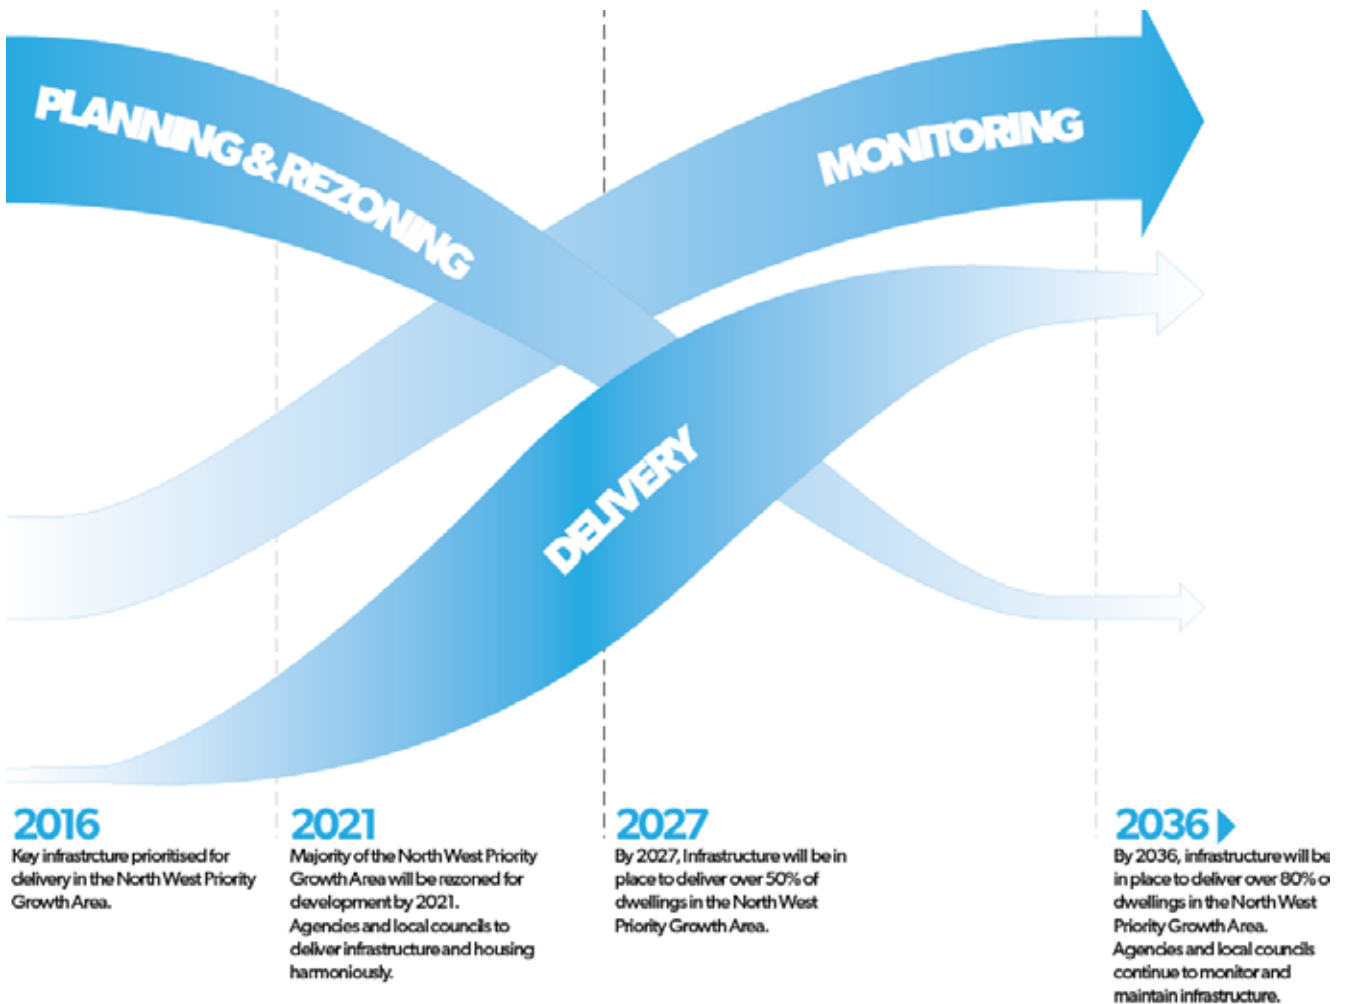 PLANNING & REZONING
MONITORING
DELIVERY
2016
Key infrastrcture prioritised for
delivery in the North West Priority
Growth Area.
2021
Majority of the North West Priority
Growth Area will be rezoned for
development by 2021.
Agencies and local councils to
deliver infrastructure and housing
harmoniously.
2027
By 2027, Infrastructure will be in
place to deliver over 50% of
dwellings in the North West
Priority Growth Area.
2036
By 2036, infrastructure will be
in place to deliver over 80%
dwellings in the North West
Priority Growth Area.
Agencies and local councils
continue to monitor and
maintain infrastructure.